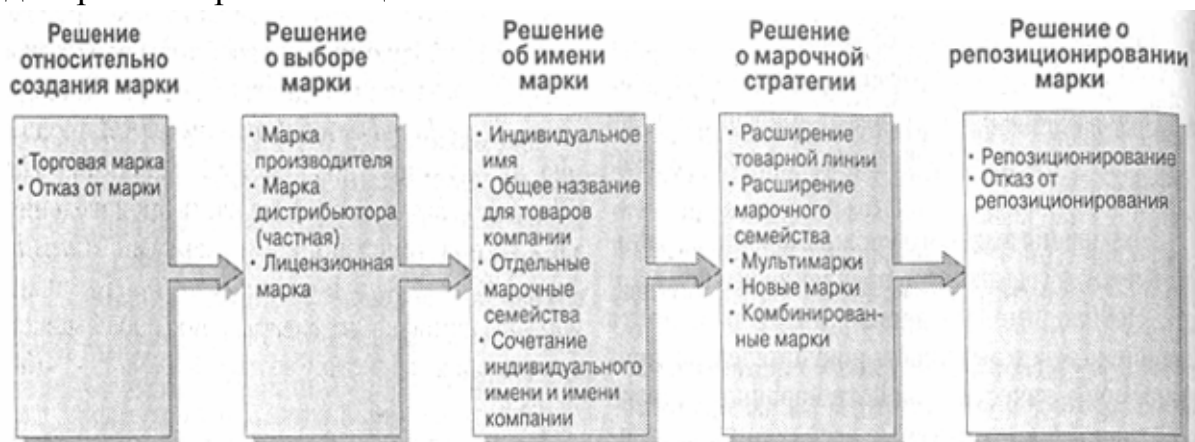 Решение
относительно
создания марки
• Торговая марка
• Отказ от марки
Решение
о выборе
марки
• Марка
производителя
• Марка
дистрибьютора
(частная)
• Лицензионная
марка
Решение
об имени
марки
• Индивидуальное
имя
• Общее название
для товаров
компании
• Отдельные
марочные
семейства
• Сочетание
индивидуального
имени и имени
компании
Решение
о марочной
стратегии
• Расширение
товарной линии
• Расширение
марочного
семейства
• Мультимарки
• Новые марки
• Комбинирован-
ные марки
Решение о
репозиционировании
марки
• Репозиционирование
• Отказ от
репозиционирования